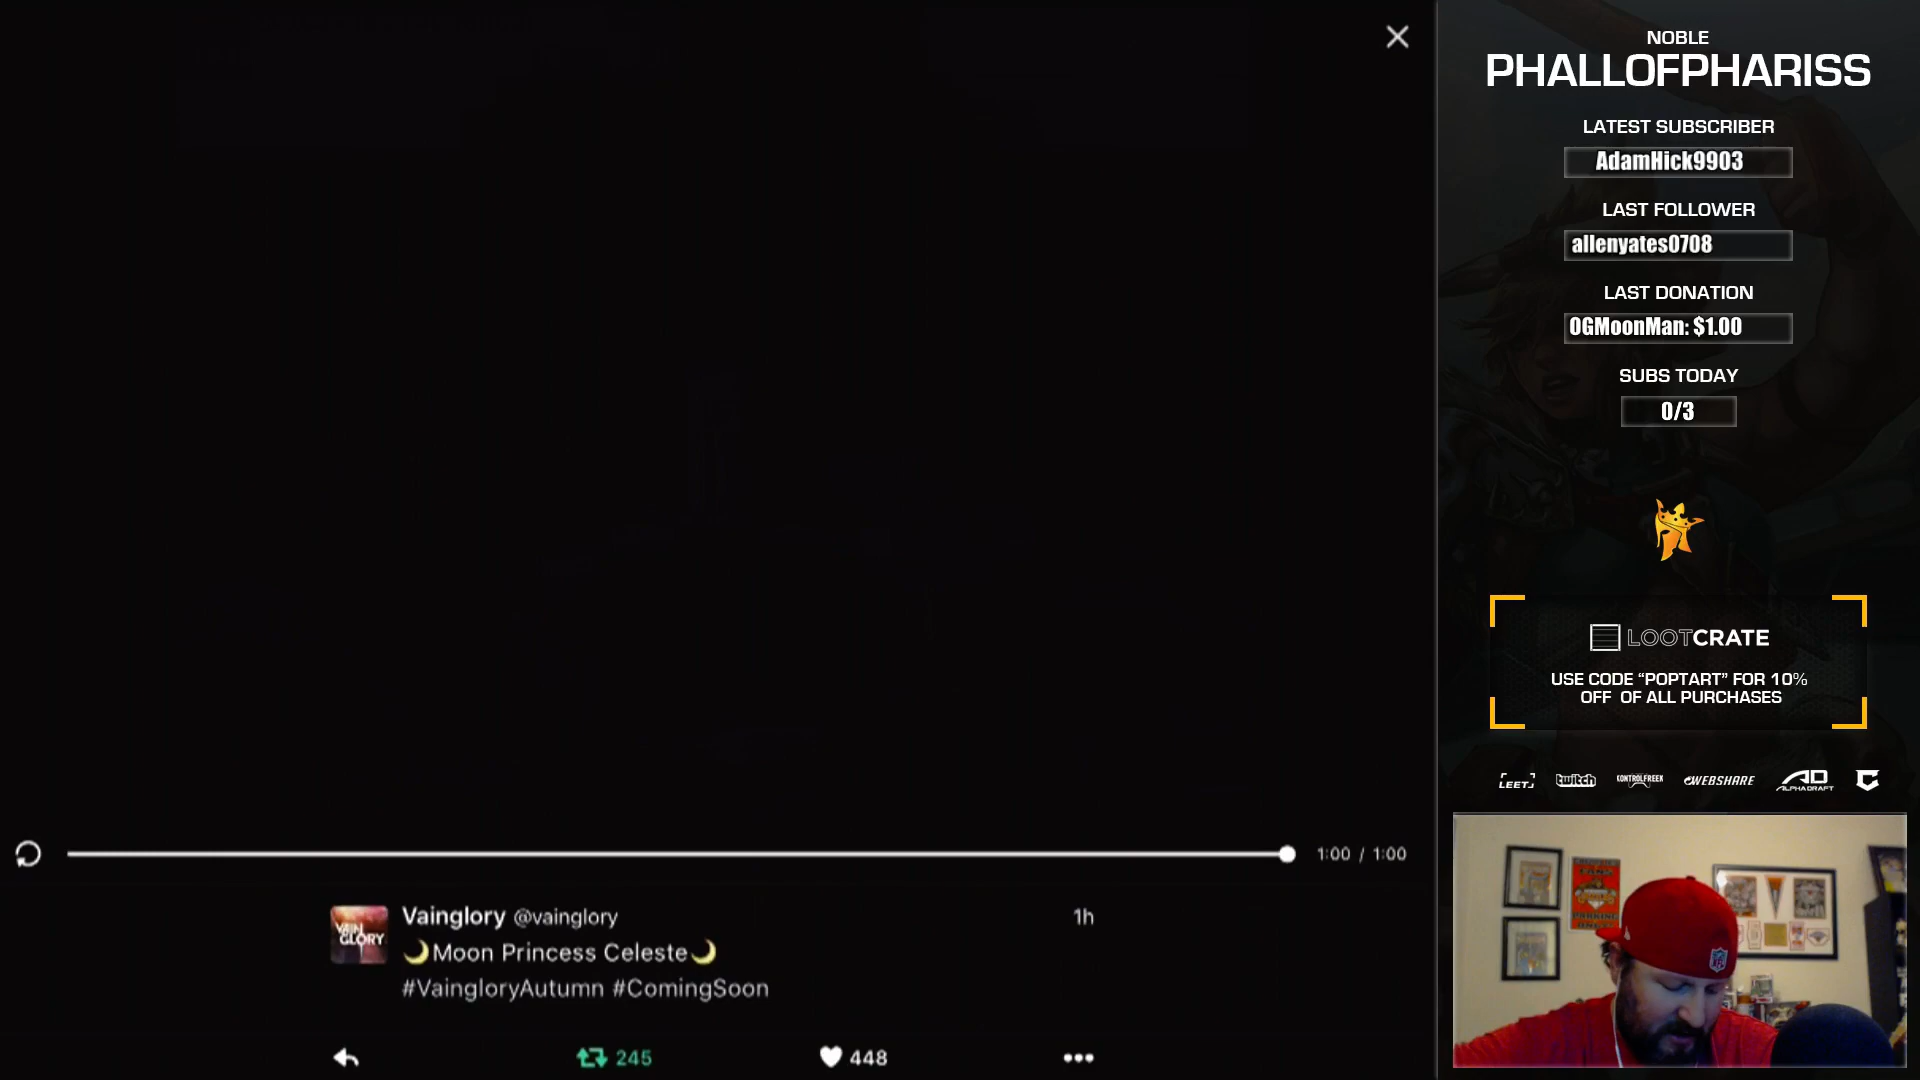 NOBLE
PHALLOFPHARISS
LATEST SUBSCRIBER
AdamHick9903
LAST FOLLOWER
allenyates0708
LAST DONATION
OGMoonMan: $1.00
SUBS TODAY
0/3
LOOTCRATE
USE CODE “POPTART” FOR 10%
OFF OF ALL PURCHASES
LEET
twitch
KONTROLFREEK
WEBSHARE
AD
ALPHADRAFT
1:00 / 1:00
VAIN
GLORY
Vainglory @vainglory 1h
🌙Moon Princess Celeste🌙
#VaingloryAutumn #ComingSoon
245
448
NFL